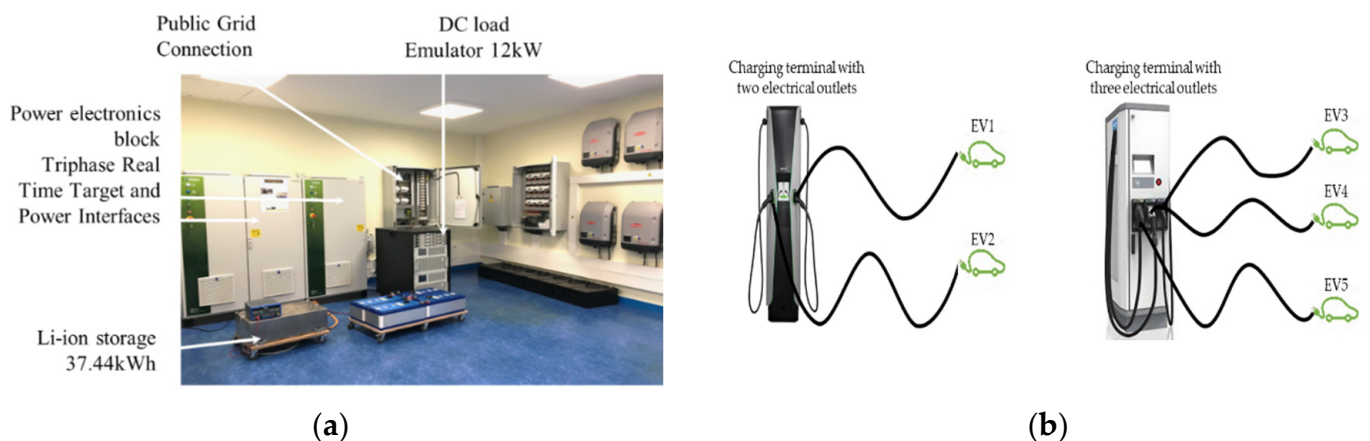 Public Grid
Connection
DC load
Emulator 12kW
Power electronics
block
Triphase Real
Time Target and
Power Interfaces
Li-ion storage
37.44kWh
(a)
Charging terminal with
two electrical outlets
EV1
EV2
Charging terminal with
three electrical outlets
EV3
EV4
EV5
(b)